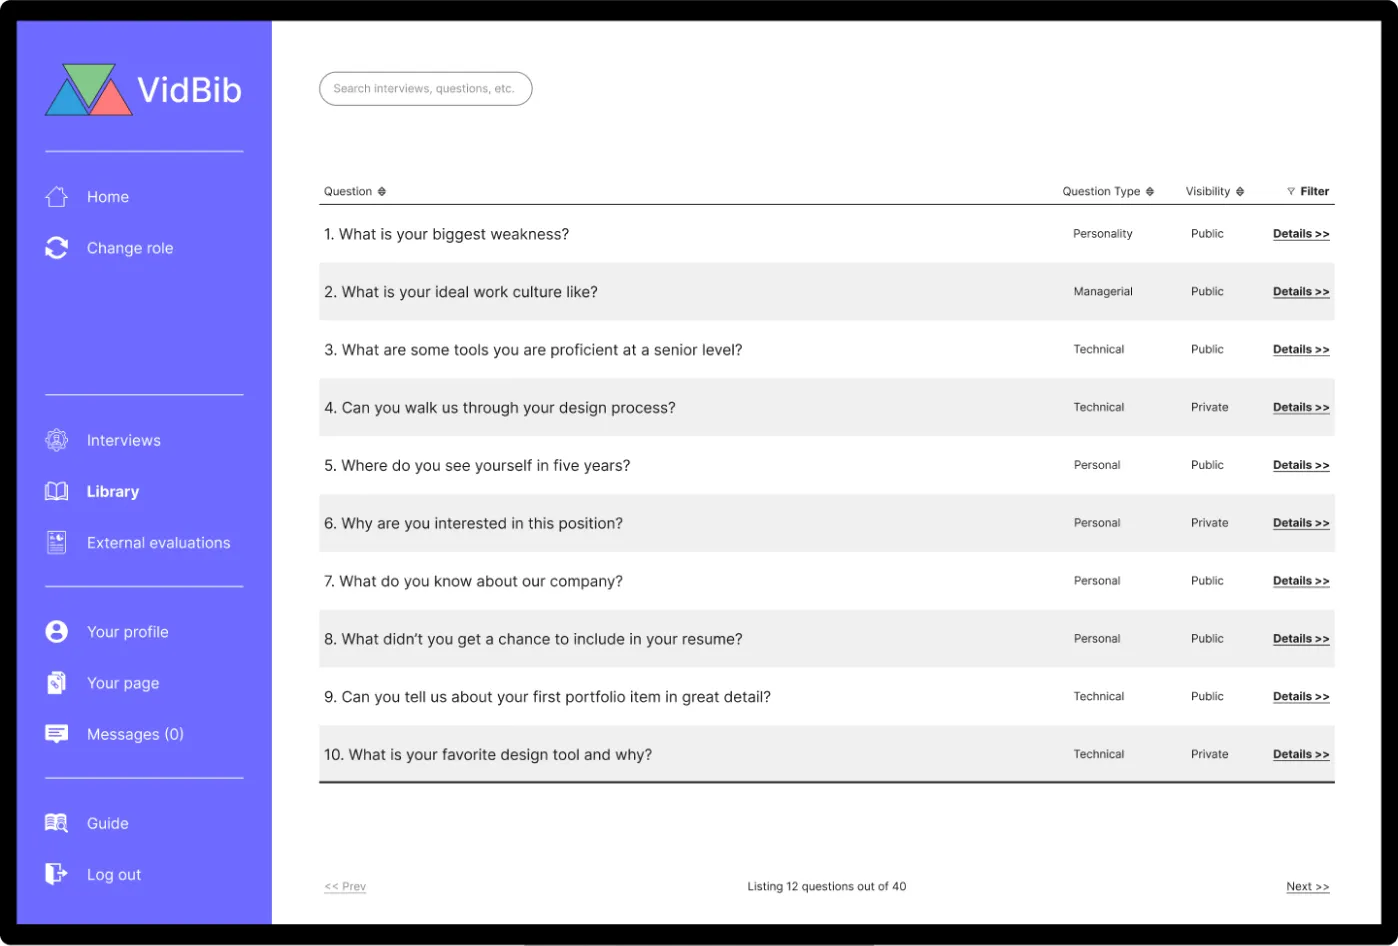 VidBib
Home
Change role
Interviews
Library
External evaluations
Your profile
Your page
Messages (0)
Guide
Log out
Search interviews, questions, etc.
Question Question Type Visibility Filter
1. What is your biggest weakness? Personality Public Details >>
2. What is your ideal work culture like? Managerial Public Details >>
3. What are some tools you are proficient at a senior level? Technical Public Details >>
4. Can you walk us through your design process? Technical Private Details >>
5. Where do you see yourself in five years? Personal Public Details >>
6. Why are you interested in this position? Personal Private Details >>
7. What do you know about our company? Personal Public Details >>
8. What didn’t you get a chance to include in your resume? Personal Public Details >>
9. Can you tell us about your first portfolio item in great detail? Technical Public Details >>
10. What is your favorite design tool and why? Technical Private Details >>
<< Prev Listing 12 questions out of 40 Next >>